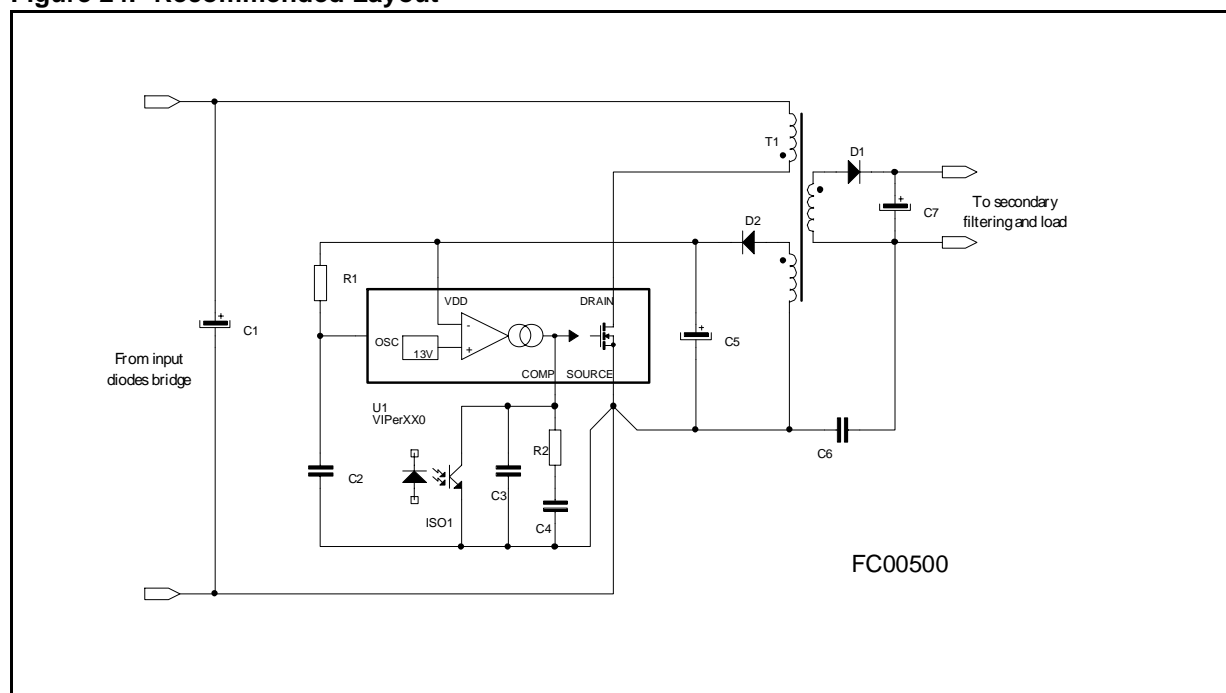 Figure 24. Recommended Layout
T1
D1
C7
To secondary
filtering and load
D2
R1
VDD
DRAIN
-
+
OSC
13V
COMP
SOURCE
C1
C5
From input
diodes bridge
U1
VIPerXX0
R2
C6
C2
C3
ISO1
C4
FC00500
+
+
+